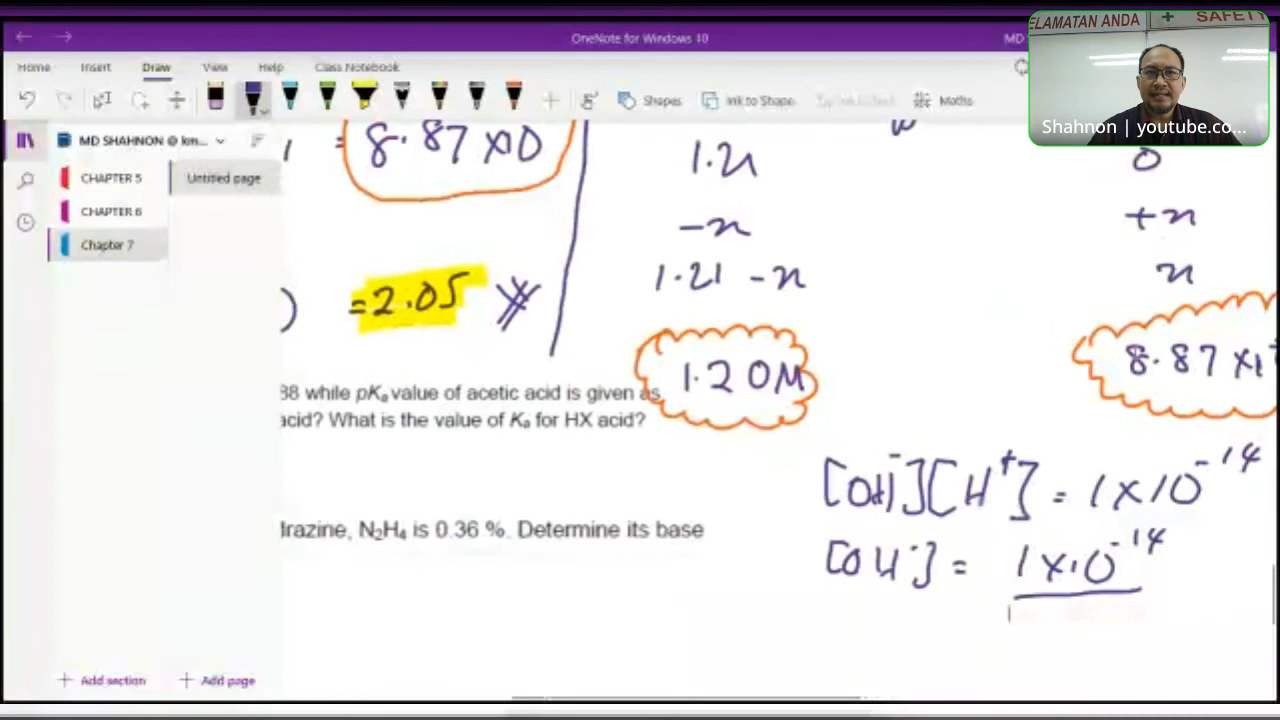 ELAMATAN ANDA + SAFET
OneNote for Windows 10
MD
Home Insert Draw View Help Class Notebook
Shapes Ink to Shape Maths
Shahnon | youtube.co...
MD SHAHNON @ km...
CHAPTER 5
CHAPTER 6
Chapter 7
Untitled page
= 8.87 x10
= 2.05
1.21
-x
1.21 - x
1.20M
0
+x
x
8.87 x1
88 while pKₐ value of acetic acid is given as
acid? What is the value of Kₐ for HX acid?
drazine, N₂H₄ is 0.36 %. Determine its base
[OH⁻][H⁺] = 1x10⁻¹⁴
[OH⁻] = 1x10⁻¹⁴
+ Add section + Add page